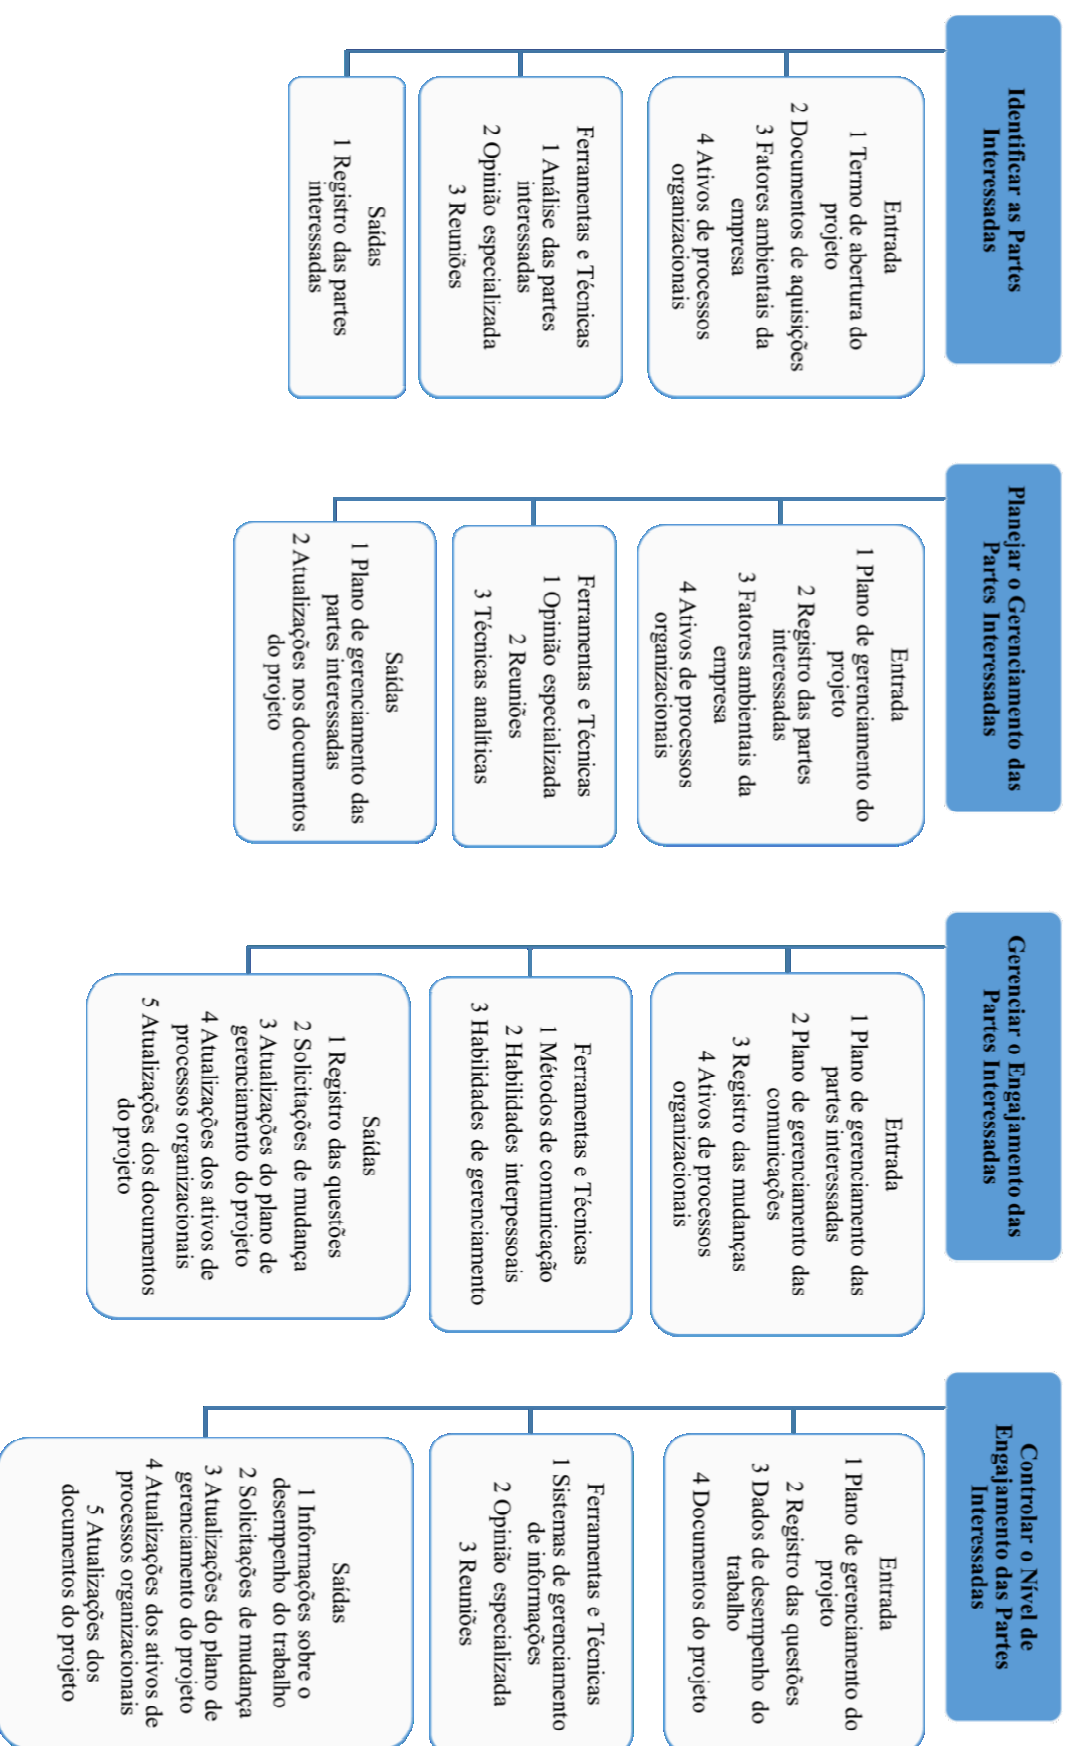 Identificar as Partes
Interessadas
Entrada
1 Termo de abertura do
projeto
2 Documentos de aquisições
3 Fatores ambientais da
empresa
4 Ativos de processos
organizacionais
Ferramentas e Técnicas
1 Análise das partes
interessadas
2 Opinião especializada
3 Reuniões
Saídas
1 Registro das partes
interessadas
Planejar o Gerenciamento das
Partes Interessadas
Entrada
1 Plano de gerenciamento do
projeto
2 Registro das partes
interessadas
3 Fatores ambientais da
empresa
4 Ativos de processos
organizacionais
Ferramentas e Técnicas
1 Opinião especializada
2 Reuniões
3 Técnicas analíticas
Saídas
1 Plano de gerenciamento das
partes interessadas
2 Atualizações nos documentos
do projeto
Gerenciar o Engajamento das
Partes Interessadas
Entrada
1 Plano de gerenciamento das
partes interessadas
2 Plano de gerenciamento das
comunicações
3 Registro das mudanças
4 Ativos de processos
organizacionais
Ferramentas e Técnicas
1 Métodos de comunicação
2 Habilidades interpessoais
3 Habilidades de gerenciamento
Saídas
1 Registro das questões
2 Solicitações de mudança
3 Atualizações do plano de
gerenciamento do projeto
4 Atualizações dos ativos de
processos organizacionais
5 Atualizações dos documentos
do projeto
Controlar o Nível de
Engajamento das Partes
Interessadas
Entrada
1 Plano de gerenciamento do
projeto
2 Registro das questões
3 Dados de desempenho do
trabalho
4 Documentos do projeto
Ferramentas e Técnicas
1 Sistemas de gerenciamento
de informações
2 Opinião especializada
3 Reuniões
Saídas
1 Informações sobre o
desempenho do trabalho
2 Solicitações de mudança
3 Atualizações do plano de
gerenciamento do projeto
4 Atualizações dos ativos de
processos organizacionais
5 Atualizações dos
documentos do projeto